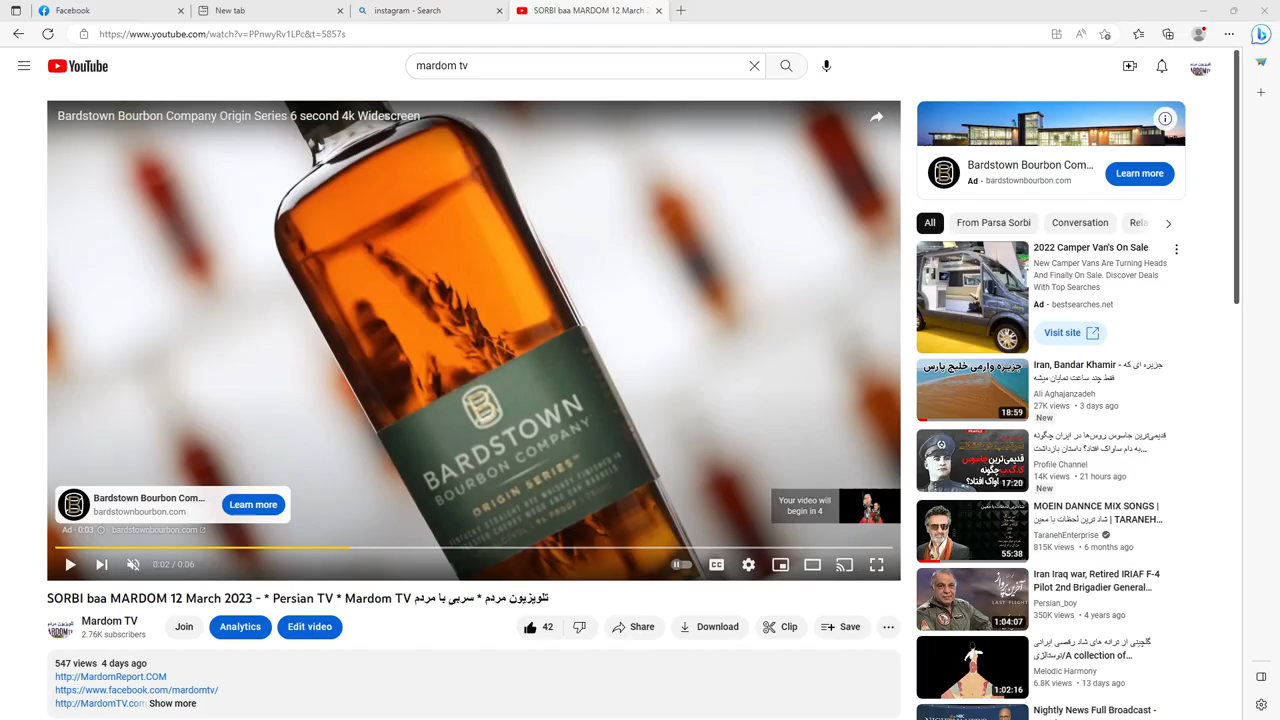 Facebook
New tab
instagram - Search
SORBI baa MARDOM 12 March 2
https://www.youtube.com/watch?v=PPnwyRv1LPc&t=5857s
YouTube
mardom tv
Bardstown Bourbon Company Origin Series 6 second 4k Widescreen
BARDSTOWN
BOURBON COMPANY
ORIGIN SERIES
Bardstown Bourbon Com...
bardstownbourbon.com
Learn more
Ad · 0:03
bardstownbourbon.com
Your video will
begin in 4
0:02 / 0:06
SORBI baa MARDOM 12 March 2023 - * Persian TV * Mardom TV تلویزیون مردم * سربی با مردم
Mardom TV
2.76K subscribers
Join
Analytics
Edit video
42
Share
Download
Clip
Save
547 views 4 days ago
http://MardomReport.COM
https://www.facebook.com/mardomtv/
http://MardomTV.com Show more
Bardstown Bourbon Com...
Ad · bardstownbourbon.com
Learn more
All
From Parsa Sorbi
Conversation
Rela
2022 Camper Van's On Sale
New Camper Vans Are Turning Heads
And Finally On Sale. Discover Deals
With Top Searches
Ad · bestsearches.net
Visit site
جزیره وارمی خلیج پارس
18:59
Iran, Bandar Khamir - جزیره ای که
فقط چند ساعت نمایان میشه
Ali Aghajanzadeh
27K views · 3 days ago
New
قدیمی‌ترین جاسوس
17:20
قدیمی‌ترین جاسوس روس‌ها در ایران چگونه
به دام ساواک افتاد؟ داستان بازداشت...
Profile Channel
14K views · 21 hours ago
New
55:38
MOEIN DANNCE MIX SONGS |
شاد ترین لحظات با معین | TARANEH...
TaranehEnterprise
815K views · 6 months ago
آخرین پرواز
LAST FLIGHT
1:04:07
Iran Iraq war, Retired IRIAF F-4
Pilot 2nd Brigadier General...
Persian_boy
350K views · 4 years ago
1:02:16
گلچینی از ترانه های شاد رقصی ایرانی
نوستالژی/A collection of...
Melodic Harmony
6.8K views · 13 days ago
Nightly News Full Broadcast -